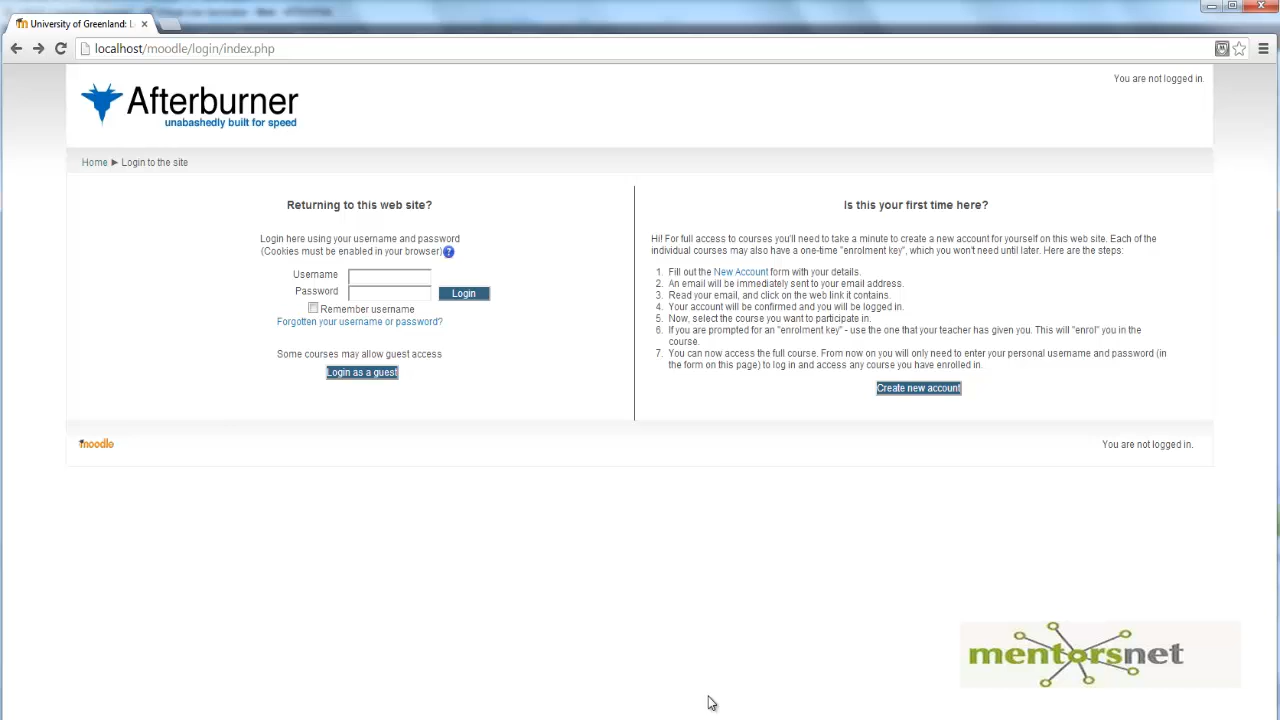 University of Greenland: L
localhost/moodle/login/index.php
You are not logged in.
Afterburner
unabashedly built for speed
Home ► Login to the site
Returning to this web site?
Login here using your username and password
(Cookies must be enabled in your browser)?
Username
Password
Login
Remember username
Forgotten your username or password?
Some courses may allow guest access
Login as a guest
Is this your first time here?
Hi! For full access to courses you'll need to take a minute to create a new account for yourself on this web site. Each of the
individual courses may also have a one-time "enrolment key", which you won't need until later. Here are the steps:
1. Fill out the New Account form with your details.
2. An email will be immediately sent to your email address.
3. Read your email, and click on the web link it contains.
4. Your account will be confirmed and you will be logged in.
5. Now, select the course you want to participate in.
6. If you are prompted for an "enrolment key" - use the one that your teacher has given you. This will "enrol" you in the
course.
7. You can now access the full course. From now on you will only need to enter your personal username and password (in
the form on this page) to log in and access any course you have enrolled in.
Create new account
moodle
You are not logged in.
mentorsnet